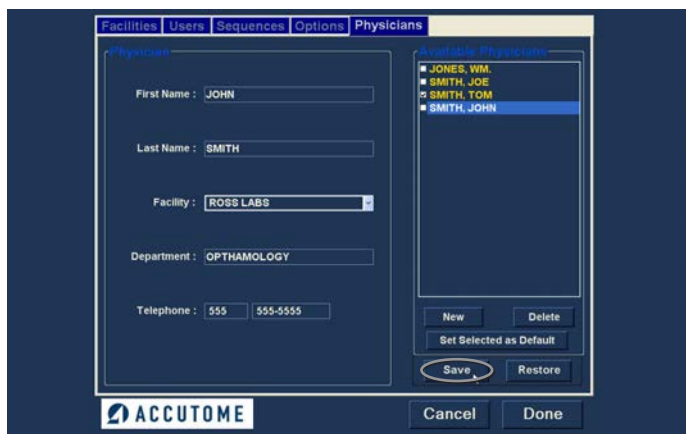 Facilities Users Sequences Options Physicians
Physician
First Name : JOHN
Last Name : SMITH
Facility : ROSS LABS
Department : OPTHAMOLOGY
Telephone : 555 555-5555
Available Physicians
JONES, WM.
SMITH, JOE
SMITH, TOM
SMITH, JOHN
New Delete
Set Selected as Default
Save Restore
ACCUTOME
Cancel Done